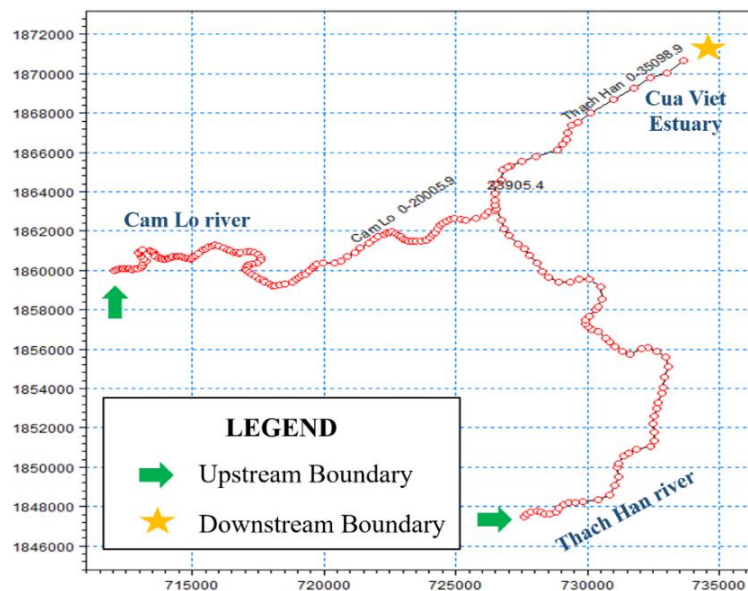 1872000
1870000
1868000
1866000
1864000
1862000
1860000
1858000
1856000
1854000
1852000
1850000
1848000
1846000
Thach Han 0-35098.9
Cua Viet
Estuary
23905.4
Cam Lo river
Cam Lo 0-20005.9
LEGEND
Upstream Boundary
Downstream Boundary
Thach Han river
715000
720000
725000
730000
735000